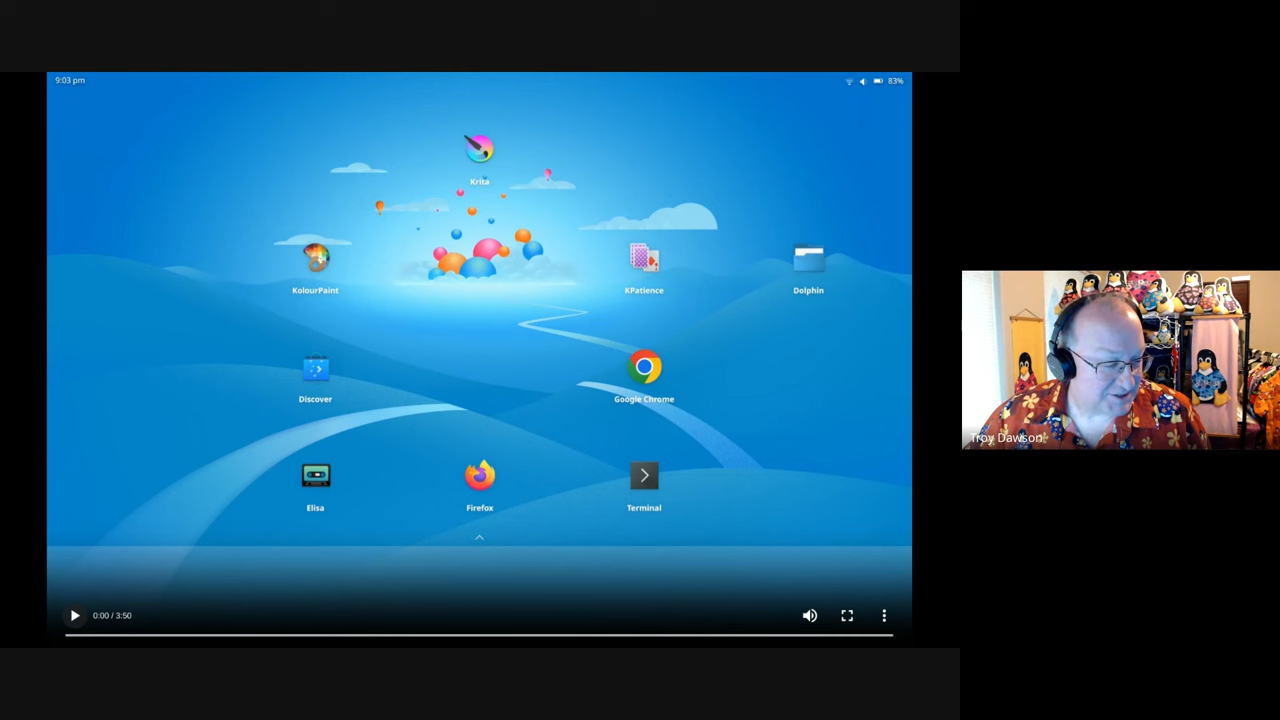 9:03 pm
83%
Krita
KolourPaint
KPatience
Dolphin
Discover
Google Chrome
Elisa
Firefox
Terminal
0:00 / 3:50
Troy Dawson